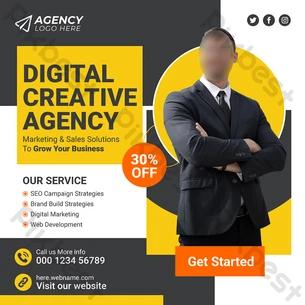 AGENCY
LOGO HERE
DIGITAL
CREATIVE
AGENCY
Marketing & Sales Solutions
To Grow Your Business
30%
OFF
OUR SERVICE
SEO Campaign Strategies
Brand Build Strategies
Digital Marketing
Web Development
Call us Now
000 1234 56789
here.webname.com
Visit our website
Get Started